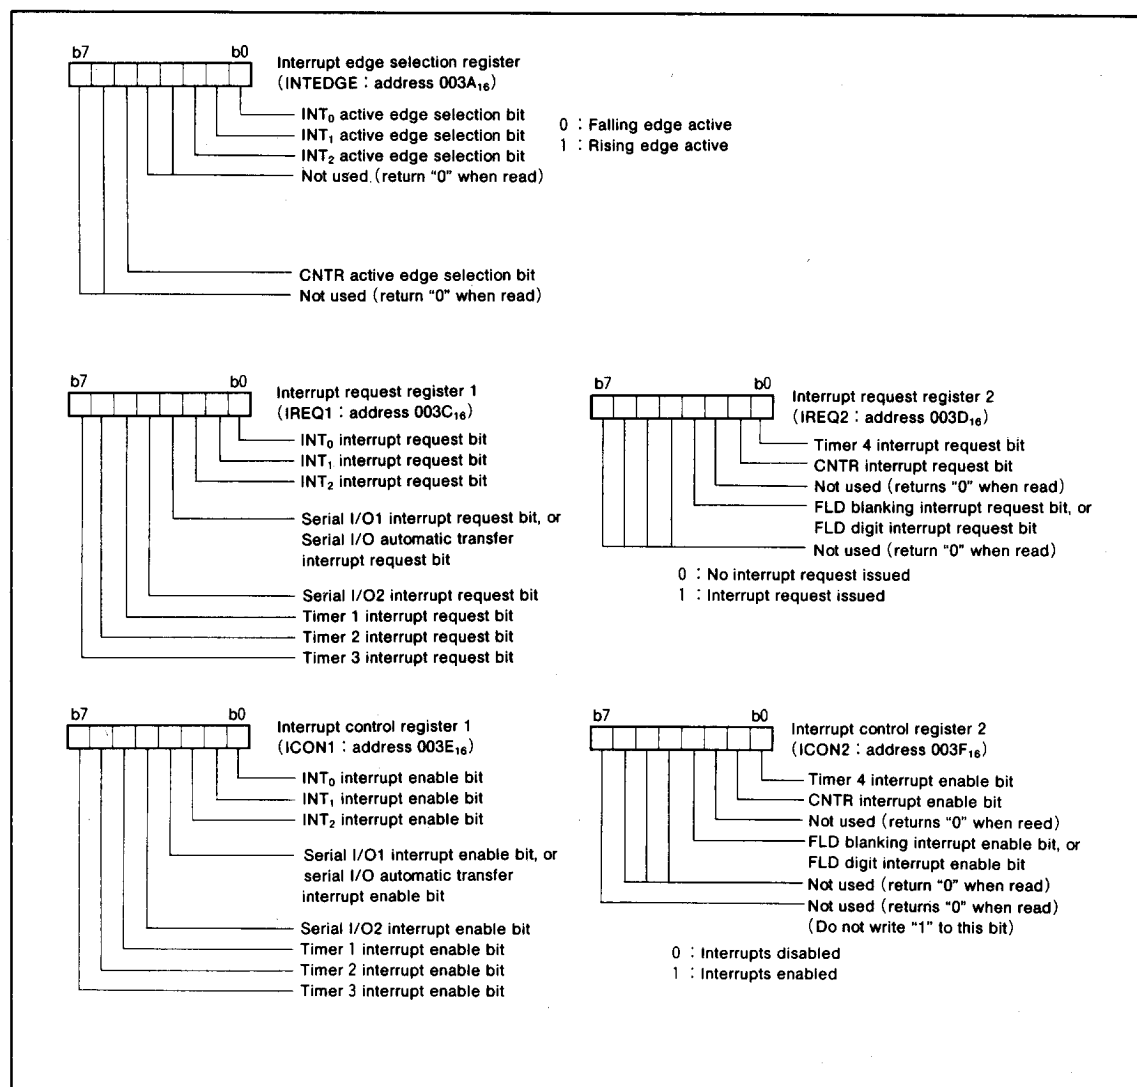 b7 b0
Interrupt edge selection register
(INTEDGE : address 003A₁₆)
INT₀ active edge selection bit
INT₁ active edge selection bit
INT₂ active edge selection bit
Not used.(return “0” when read)
0 : Falling edge active
1 : Rising edge active
CNTR active edge selection bit
Not used (return “0” when read)
b7 b0
Interrupt request register 1
(IREQ1 : address 003C₁₆)
INT₀ interrupt request bit
INT₁ interrupt request bit
INT₂ interrupt request bit
Serial I/O1 interrupt request bit, or
Serial I/O automatic transfer
interrupt request bit
Serial I/O2 interrupt request bit
Timer 1 interrupt request bit
Timer 2 interrupt request bit
Timer 3 interrupt request bit
b7 b0
Interrupt request register 2
(IREQ2 : address 003D₁₆)
Timer 4 interrupt request bit
CNTR interrupt request bit
Not used (returns “0” when read)
FLD blanking interrupt request bit, or
FLD digit interrupt request bit
Not used (return “0” when read)
0 : No interrupt request issued
1 : Interrupt request issued
b7 b0
Interrupt control register 1
(ICON1 : address 003E₁₆)
INT₀ interrupt enable bit
INT₁ interrupt enable bit
INT₂ interrupt enable bit
Serial I/O1 interrupt enable bit, or
serial I/O automatic transfer
interrupt enable bit
Serial I/O2 interrupt enable bit
Timer 1 interrupt enable bit
Timer 2 interrupt enable bit
Timer 3 interrupt enable bit
b7 b0
Interrupt control register 2
(ICON2 : address 003F₁₆)
Timer 4 interrupt enable bit
CNTR interrupt enable bit
Not used (returns “0” when reed)
FLD blanking interrupt enable bit, or
FLD digit interrupt enable bit
Not used (return “0” when read)
Not used (returns “0” when read)
(Do not write “1” to this bit)
0 : Interrupts disabled
1 : Interrupts enabled